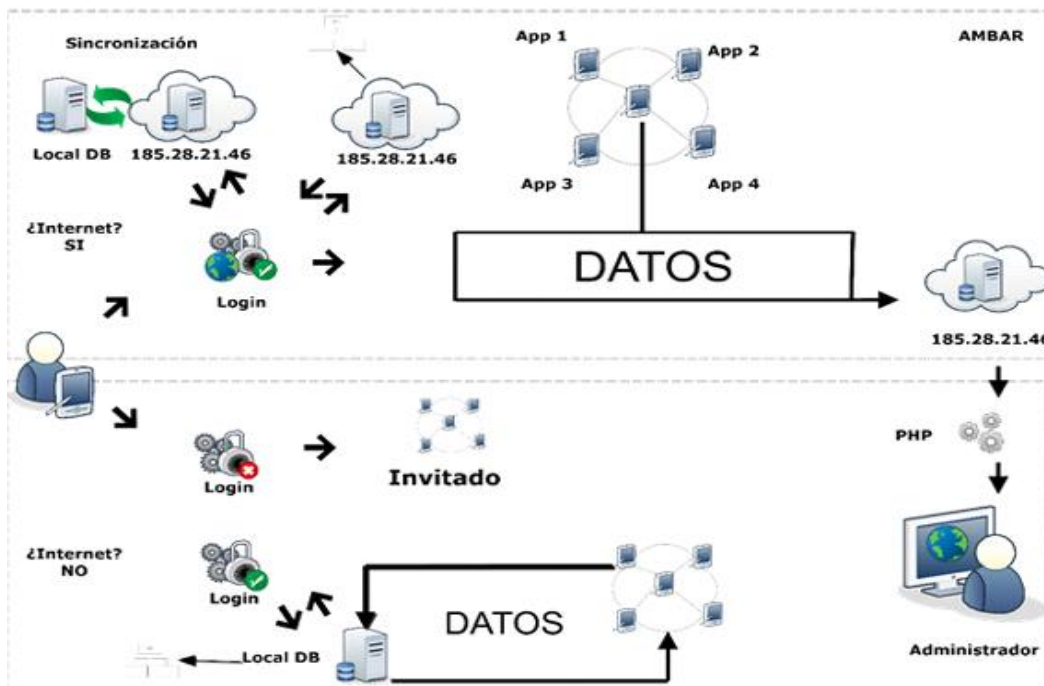 Sincronización
App 1
App 2
AMBAR
Local DB
185.28.21.46
185.28.21.46
App 3
App 4
¿Internet?
SI
Login
DATOS
185.28.21.46
PHP
Login
Invitado
¿Internet?
NO
Login
DATOS
Local DB
Administrador